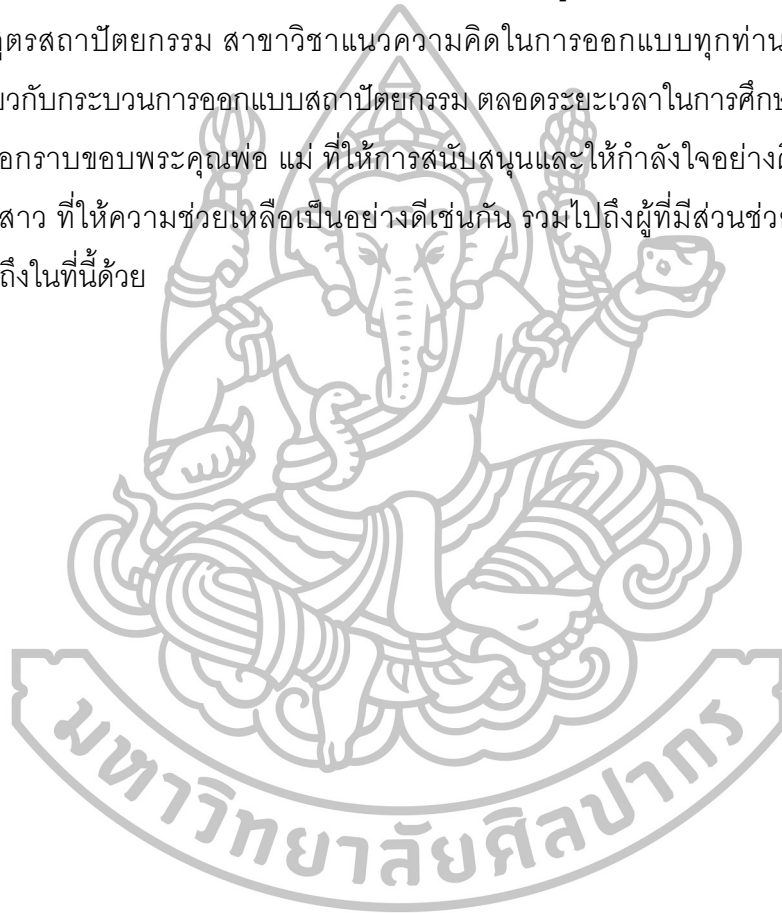 ูตรสถาปัตยกรรม สาขาวิชาแนวความคิดในการออกแบบทุกท่าน
ยวกับกระบวนการออกแบบสถาปัตยกรรม ตลอดระยะเวลาในการศึกษ
อกราบขอบพระคุณพ่อ แม่ ที่ให้การสนับสนุนและให้กำลังใจอย่างดี
สาว ที่ให้ความช่วยเหลือเป็นอย่างดีเช่นกัน รวมไปถึงผู้ที่มีส่วนช่วย
ถึงในที่นี้ด้วย
มหาวิทยาลัยศิลปากร